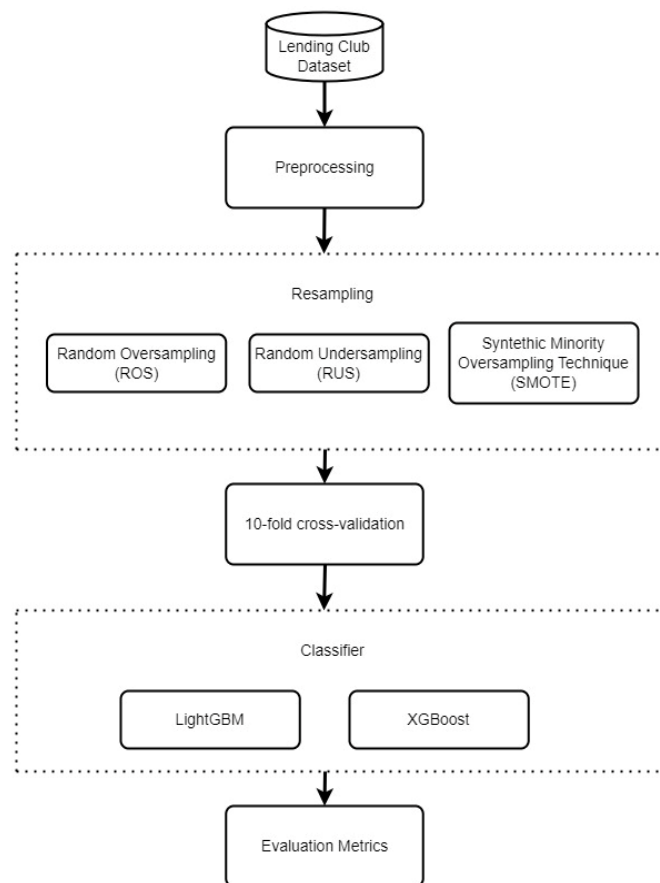 Lending Club
Dataset
Preprocessing
Resampling
Random Oversampling
(ROS)
Random Undersampling
(RUS)
Syntethic Minority
Oversampling Technique
(SMOTE)
10-fold cross-validation
Classifier
LightGBM
XGBoost
Evaluation Metrics